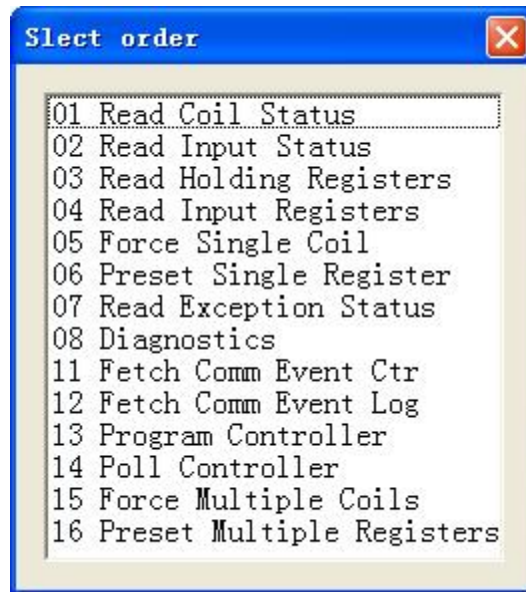 Slect order
01 Read Coil Status
02 Read Input Status
03 Read Holding Registers
04 Read Input Registers
05 Force Single Coil
06 Preset Single Register
07 Read Exception Status
08 Diagnostics
11 Fetch Comm Event Ctr
12 Fetch Comm Event Log
13 Program Controller
14 Poll Controller
15 Force Multiple Coils
16 Preset Multiple Registers